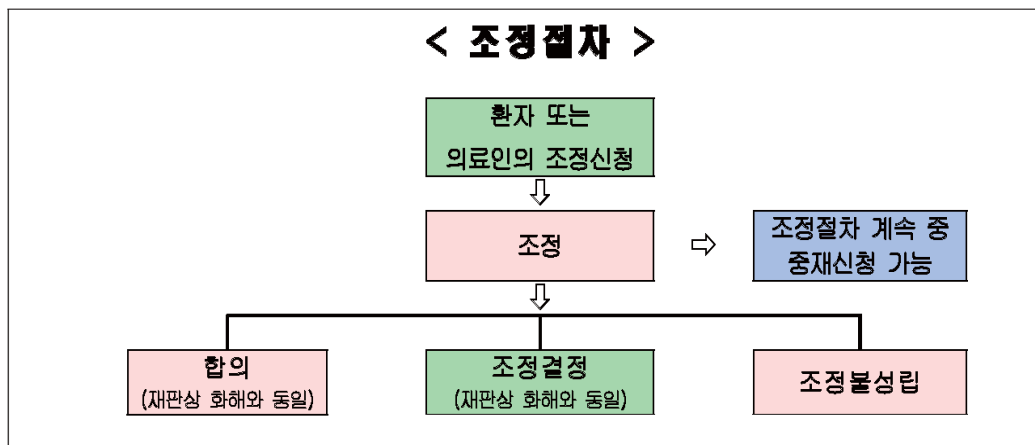 < 조정절차 >
환자 또는
의료인의 조정신청
조정
조정절차 계속 중
중재신청 가능
합의
(재판상 화해와 동일)
조정결정
(재판상 화해와 동일)
조정불성립